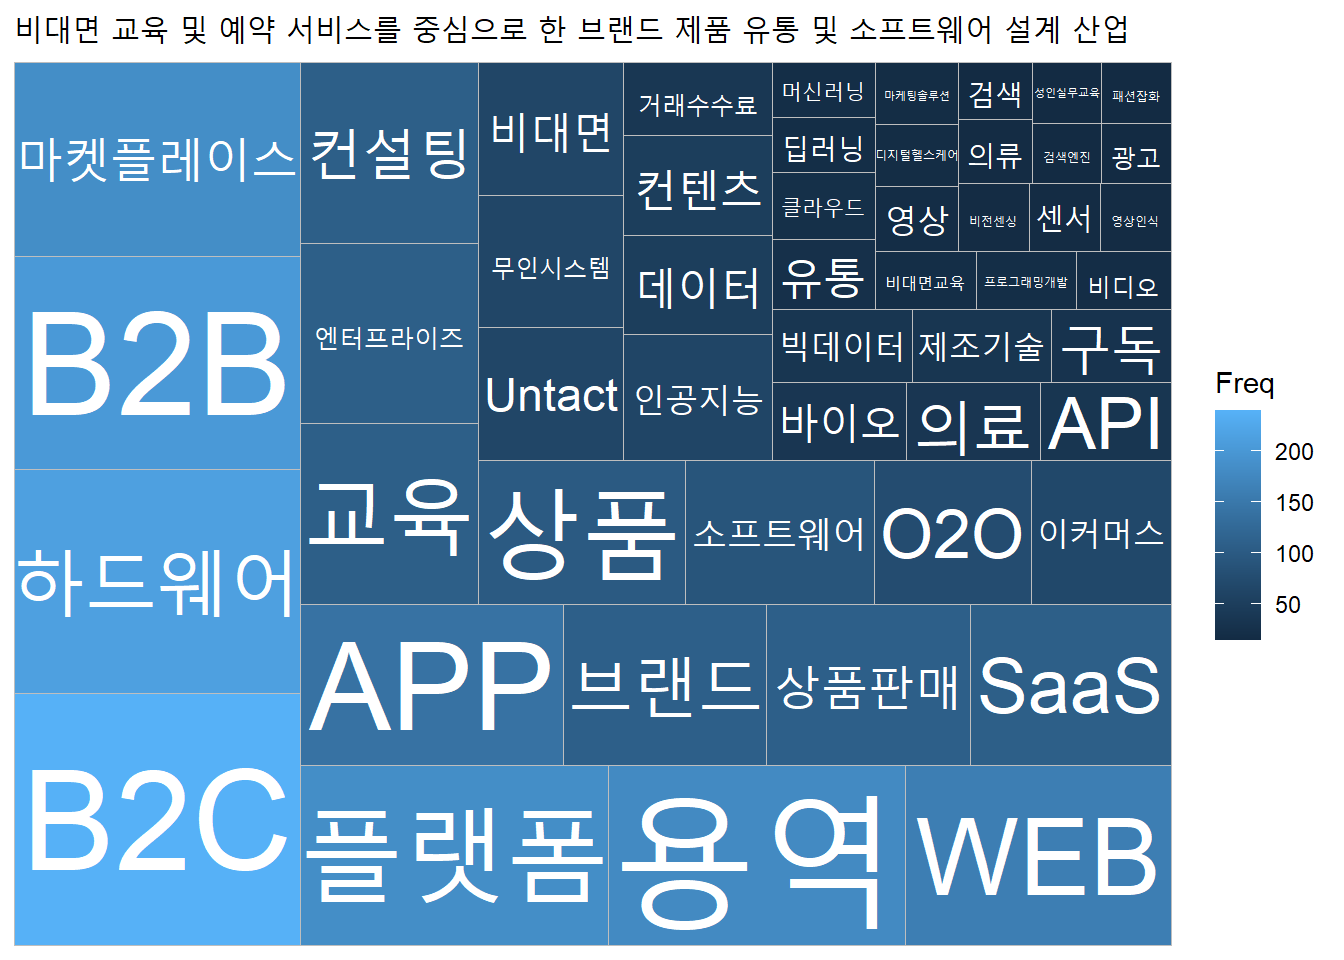 비대면 교육 및 예약 서비스를 중심으로 한 브랜드 제품 유통 및 소프트웨어 설계 산업
마켓플레이스
B2B
하드웨어
B2C
컨설팅
엔터프라이즈
교육
비대면
무인시스템
Untact
거래수수료
컨텐츠
데이터
인공지능
머신러닝
딥러닝
클라우드
유통
마케팅솔루션
디지털헬스케어
영상
검색
의류
성인실무교육
검색엔진
패션잡화
광고
비전센싱
센서
영상인식
비대면교육
프로그래밍개발
비디오
빅데이터
제조기술
구독
바이오
의료
API
상품
소프트웨어
O2O
이커머스
APP
브랜드
상품판매
SaaS
플랫폼
용역
WEB
Freq
200
150
100
50